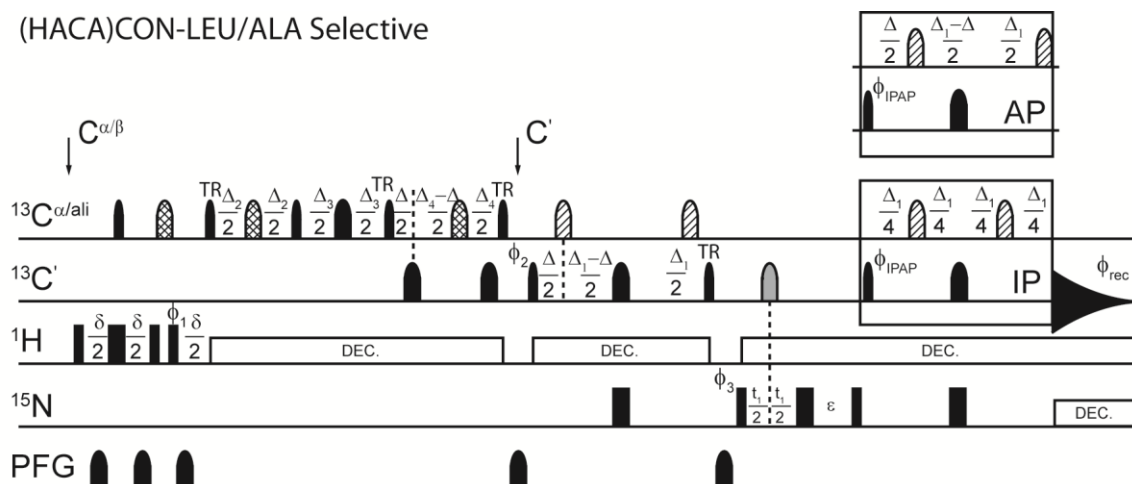 (HACA)CON-LEU/ALA Selective
Δ/2 Δ₁–Δ/2 Δ₁/2
ϕIPAP AP
Cα/β C'
¹³Cα/ali TR Δ₂/2 Δ₂/2 Δ₃/2 Δ₃/2 TR Δ/2 Δ₄–Δ/2 Δ₄/2 TR Δ₁/4 Δ₁/4 Δ₁/4 Δ₁/4
¹³C' ϕ₂ Δ/2 Δ₁–Δ/2 Δ₁/2 TR ϕIPAP IP ϕrec
¹H δ/2 δ/2 ϕ₁ δ/2 DEC. DEC. DEC.
¹⁵N ϕ₃ t₁/2 t₁/2 ε DEC.
PFG